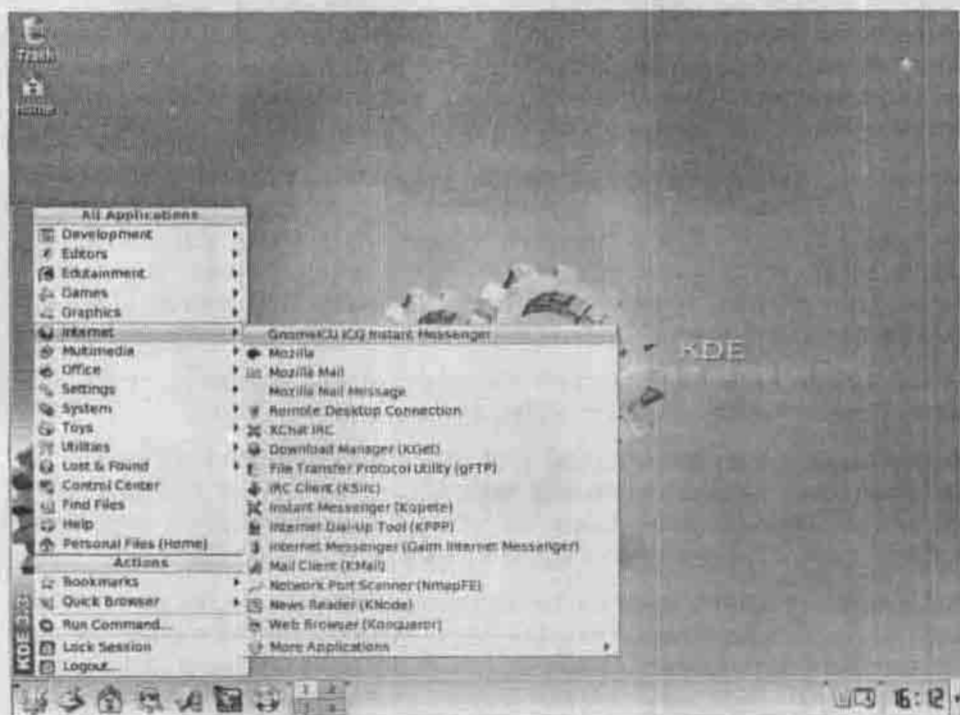 Trash
Home
All Applications
Development
Editors
Edutainment
Games
Graphics
Internet
Multimedia
Office
Settings
System
Toys
Utilities
Lost & Found
Control Center
Find Files
Help
Personal Files (Home)
Actions
Bookmarks
Quick Browser
Run Command...
Lock Session
Logout...
GnomeICU ICQ Instant Messenger
Mozilla
Mozilla Mail
Mozilla Mail Message
Remote Desktop Connection
XChat IRC
Download Manager (KGet)
File Transfer Protocol Utility (gFTP)
IRC Client (KSirc)
Instant Messenger (Kopete)
Internet Dial-Up Tool (KPPP)
Internet Messenger (Gaim Internet Messenger)
Mail Client (KMail)
Network Port Scanner (NmapFE)
News Reader (KNode)
Web Browser (Konqueror)
More Applications
KDE
KDE
1 2
16:12